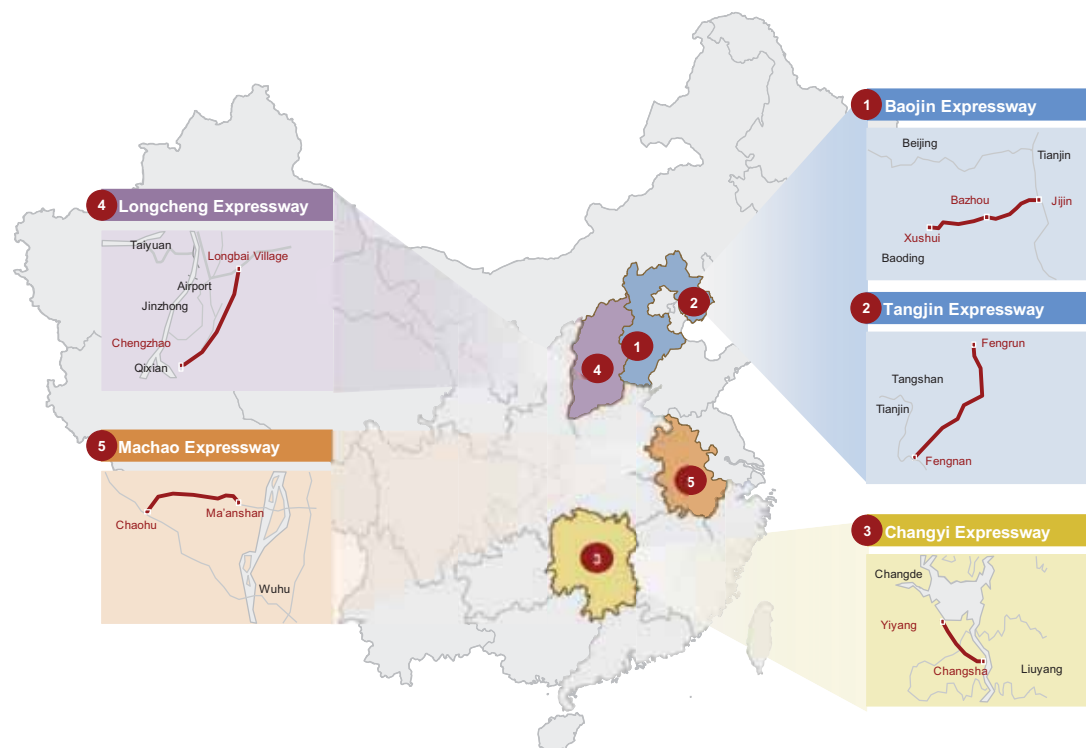 1 Baojin Expressway
Beijing
Tianjin
Bazhou
Jijin
Xushui
Baoding
4 Longcheng Expressway
Taiyuan
Longbai Village
Airport
Jinzhong
Chengzhao
Qixian
2 Tangjin Expressway
Fengrun
Tangshan
Tianjin
Fengnan
5 Machao Expressway
Chaohu
Ma'anshan
Wuhu
3 Changyi Expressway
Changde
Yiyang
Changsha
Liuyang
2
1
4
5
3